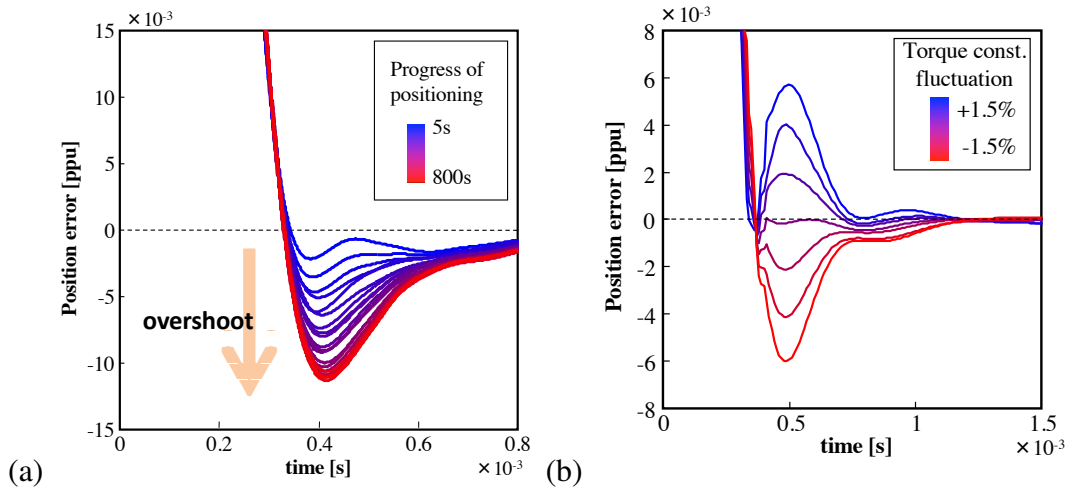 × 10⁻³
15
10
5
0
-5
-10
-15
Position error [ppu]
Progress of
positioning
5s
800s
overshoot
0
0.2
0.4
0.6
0.8
time [s]
× 10⁻³
(a)
× 10⁻³
8
6
4
2
0
-2
-4
-6
-8
Position error [ppu]
Torque const.
fluctuation
+1.5%
-1.5%
0
0.5
1
1.5
time [s]
× 10⁻³
(b)